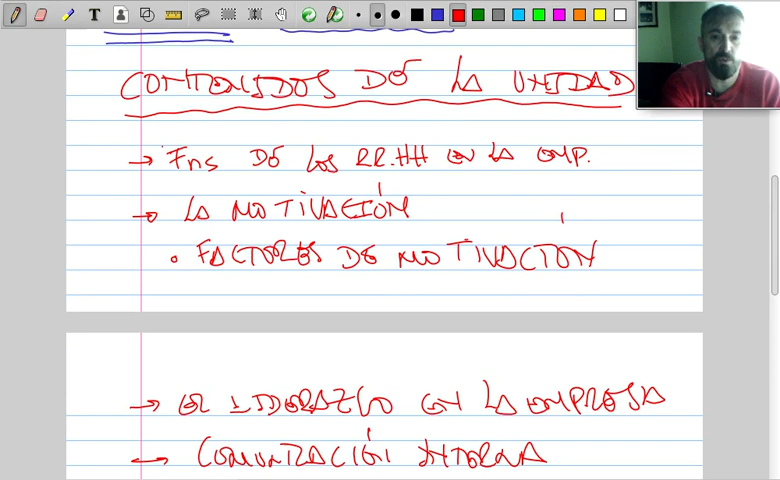 CONTENIDOS DE LA UNIDAD
→ Fns DE LOS RR.HH EN LA EMP.
→ LA MOTIVACIÓN
• FACTORES DE MOTIVACIÓN
→ EL LIDERAZGO EN LA EMPRESA
→ COMUNICACIÓN INTERNA